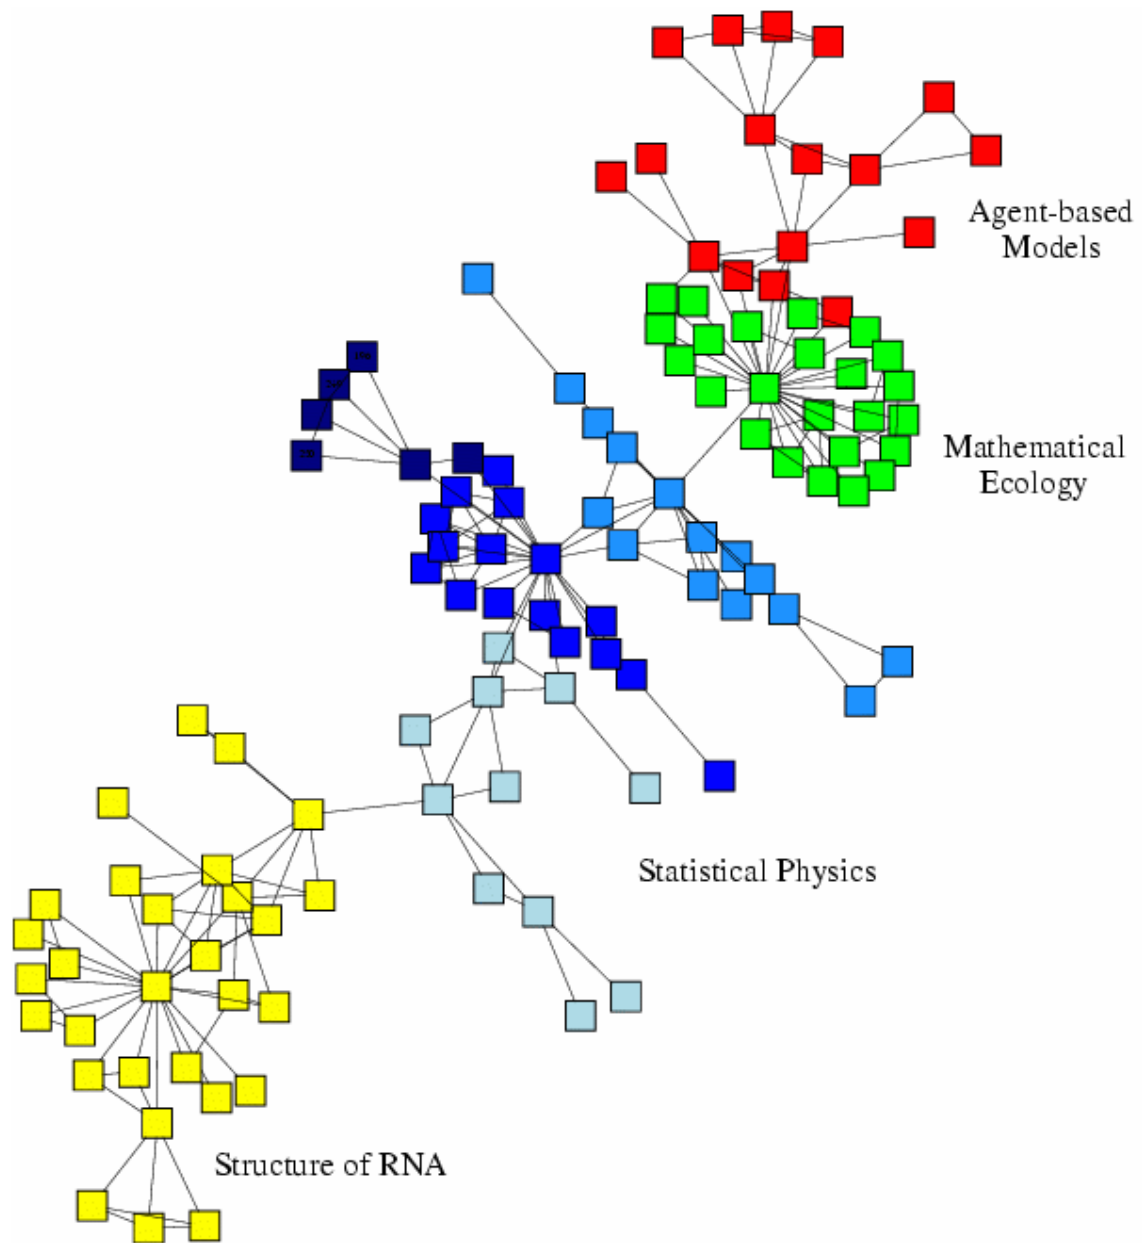 Agent-based
Models
Mathematical
Ecology
Statistical Physics
Structure of RNA